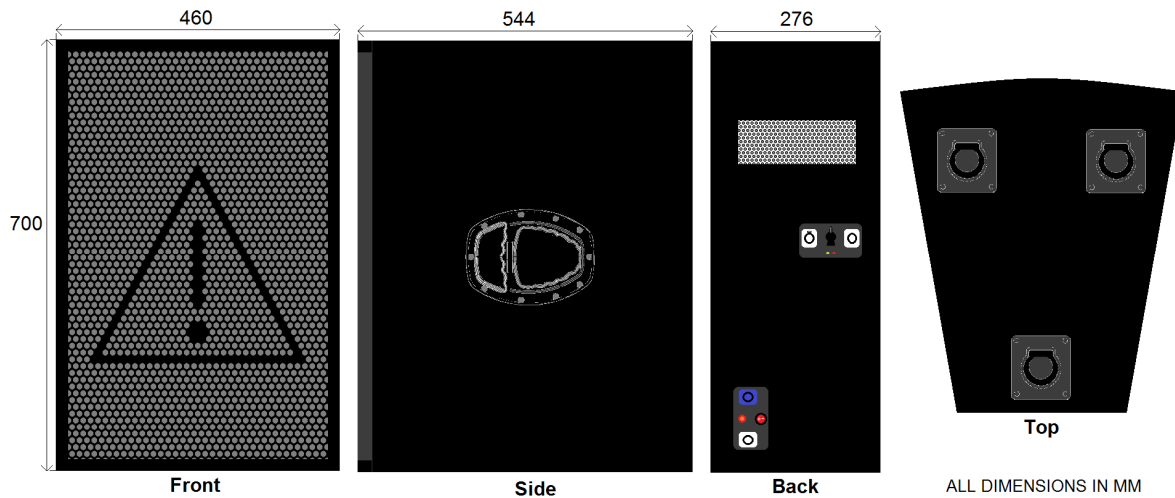 460
544
276
700
Front
Side
Back
Top
ALL DIMENSIONS IN MM